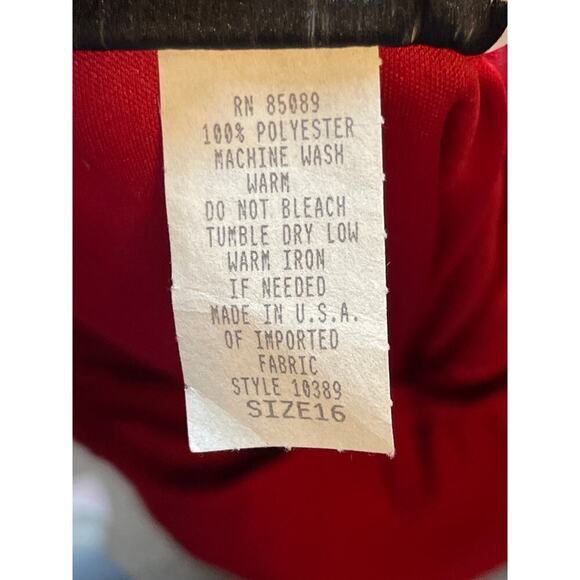 RN 85089
100% POLYESTER
MACHINE WASH
WARM
DO NOT BLEACH
TUMBLE DRY LOW
WARM IRON
IF NEEDED
MADE IN U.S.A.
OF IMPORTED
FABRIC
STYLE 10389
SIZE16